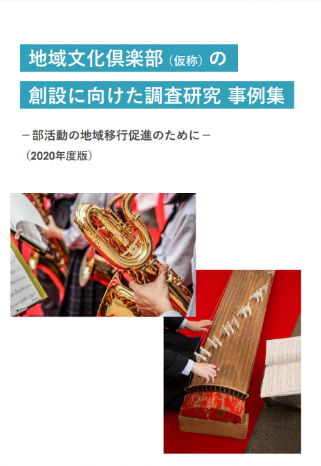 地域文化倶楽部（仮称）の
創設に向けた調査研究 事例集
－部活動の地域移行促進のために－
（2020年度版）